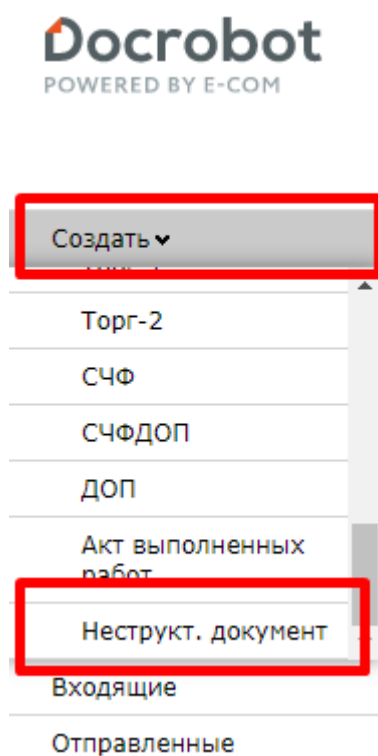 Docrobot
POWERED BY E-COM
Создать
Торг-2
СЧФ
СЧФДОП
ДОП
Акт выполненных
работ
Неструкт. документ
Входящие
Отправленные